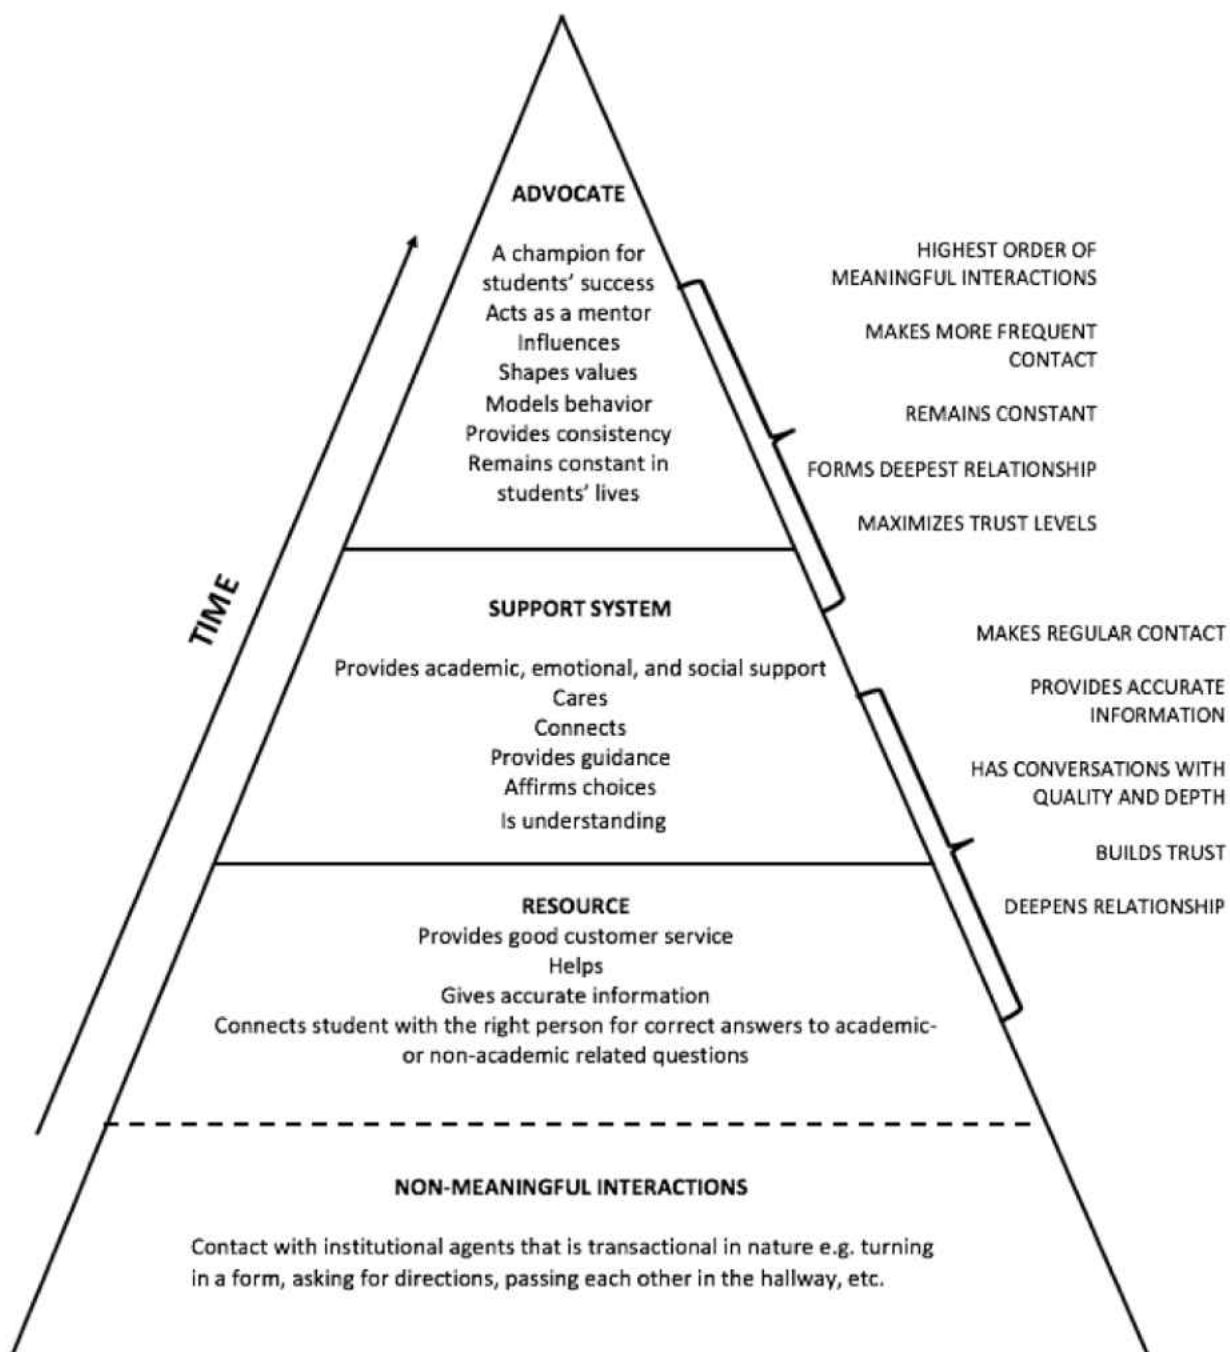 ADVOCATE
A champion for
students' success
Acts as a mentor
Influences
Shapes values
Models behavior
Provides consistency
Remains constant in
students' lives
HIGHEST ORDER OF
MEANINGFUL INTERACTIONS
MAKES MORE FREQUENT
CONTACT
REMAINS CONSTANT
FORMS DEEPEST RELATIONSHIP
MAXIMIZES TRUST LEVELS
TIME
SUPPORT SYSTEM
Provides academic, emotional, and social support
Cares
Connects
Provides guidance
Affirms choices
Is understanding
MAKES REGULAR CONTACT
PROVIDES ACCURATE
INFORMATION
HAS CONVERSATIONS WITH
QUALITY AND DEPTH
BUILDS TRUST
DEEPENS RELATIONSHIP
RESOURCE
Provides good customer service
Helps
Gives accurate information
Connects student with the right person for correct answers to academic-
or non-academic related questions
NON-MEANINGFUL INTERACTIONS
Contact with institutional agents that is transactional in nature e.g. turning
in a form, asking for directions, passing each other in the hallway, etc.